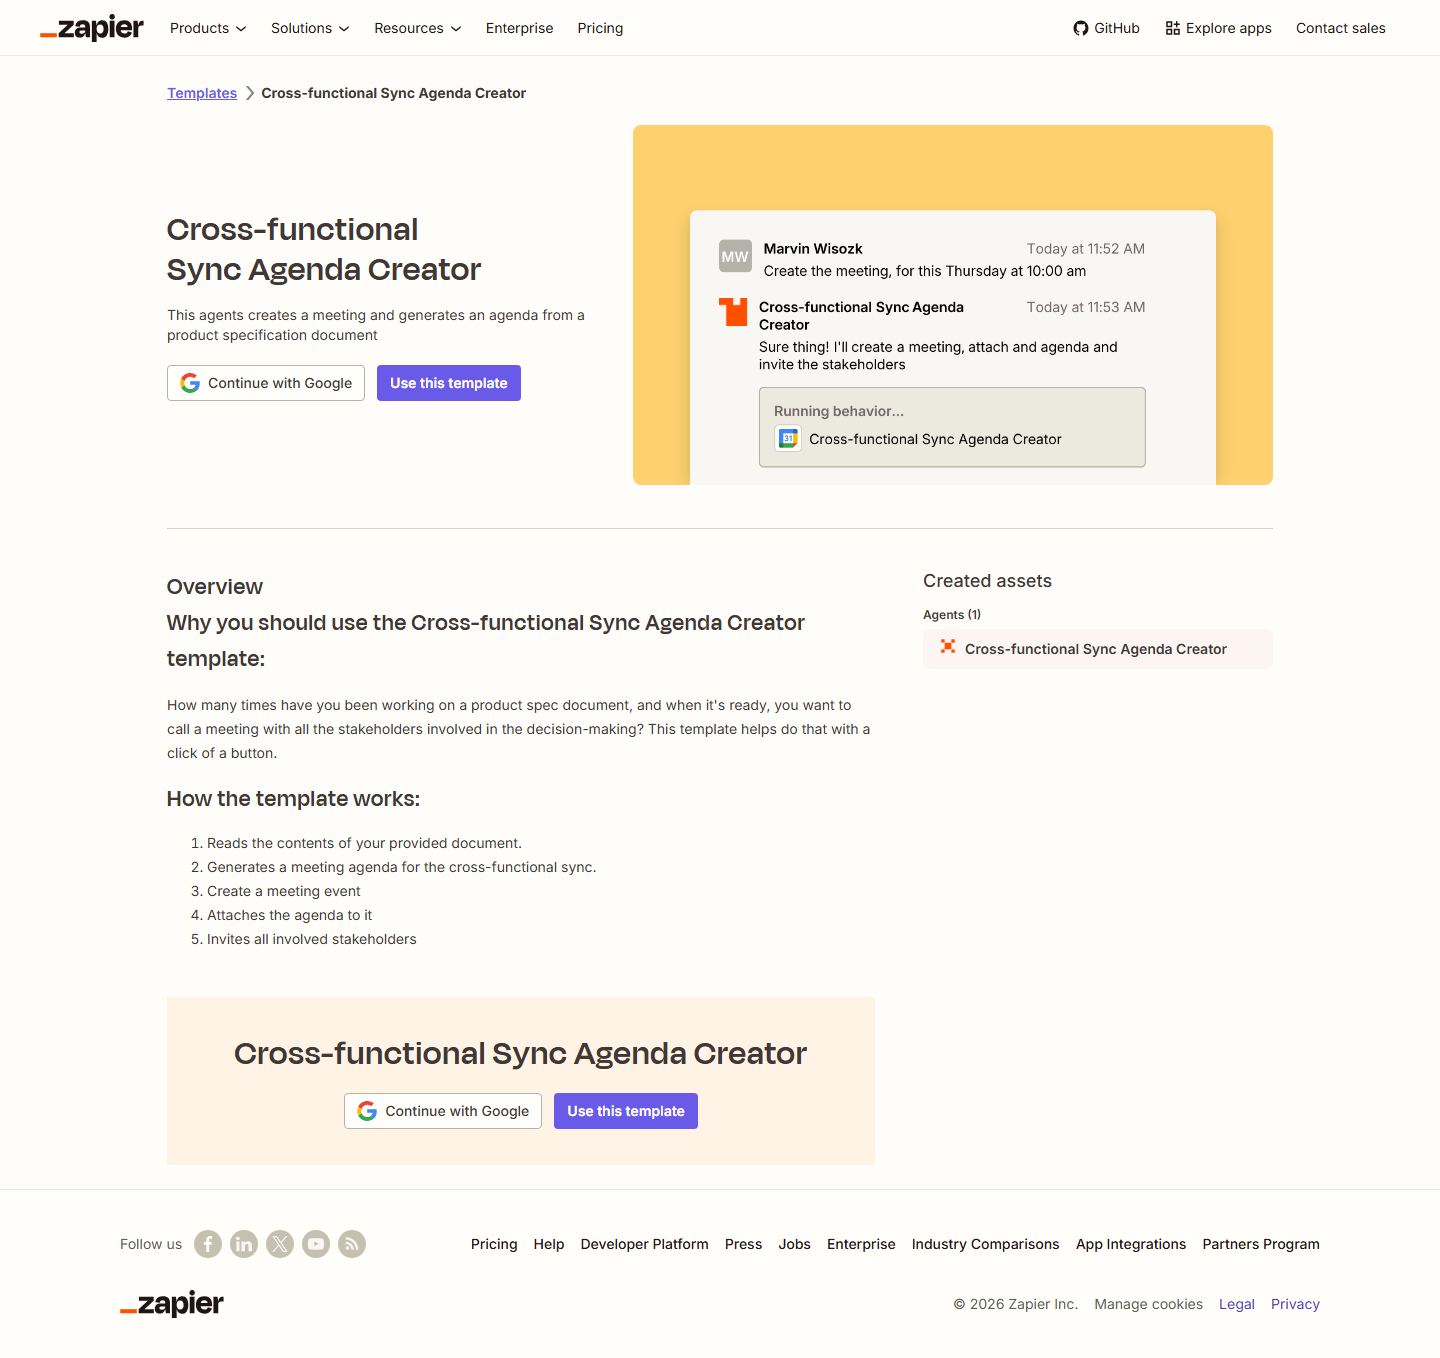 zapier Products Solutions Resources Enterprise Pricing GitHub Explore apps Contact sales
Templates Cross-functional Sync Agenda Creator
Cross-functional
Sync Agenda Creator
This agents creates a meeting and generates an agenda from a
product specification document
Continue with Google Use this template
MW Marvin Wisozk Today at 11:52 AM
Create the meeting, for this Thursday at 10:00 am
Cross-functional Sync Agenda Today at 11:53 AM
Creator
Sure thing! I'll create a meeting, attach and agenda and
invite the stakeholders
Running behavior...
31 Cross-functional Sync Agenda Creator
Overview
Why you should use the Cross-functional Sync Agenda Creator
template:
How many times have you been working on a product spec document, and when it's ready, you want to
call a meeting with all the stakeholders involved in the decision-making? This template helps do that with a
click of a button.
How the template works:
1. Reads the contents of your provided document.
2. Generates a meeting agenda for the cross-functional sync.
3. Create a meeting event
4. Attaches the agenda to it
5. Invites all involved stakeholders
Created assets
Agents (1)
Cross-functional Sync Agenda Creator
Cross-functional Sync Agenda Creator
Continue with Google Use this template
Follow us Pricing Help Developer Platform Press Jobs Enterprise Industry Comparisons App Integrations Partners Program
zapier © 2026 Zapier Inc. Manage cookies Legal Privacy